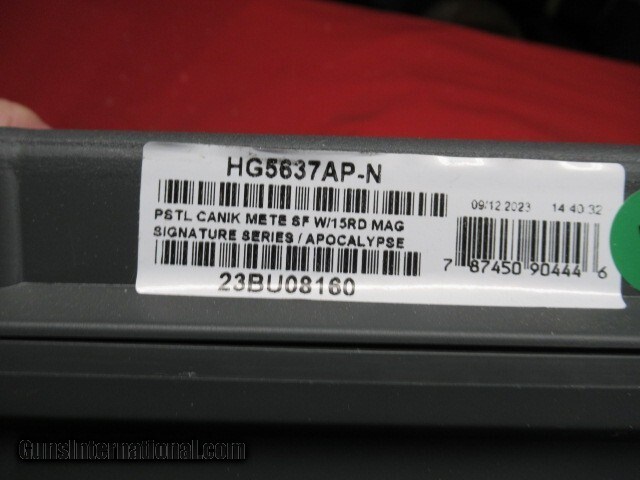 HG5637AP-N
PSTL CANIK METE SF W/15RD MAG
SIGNATURE SERIES / APOCALYPSE
23BU08160
09/12 2023 14 40 32
7 87450 90444 6
GunsInternational.com